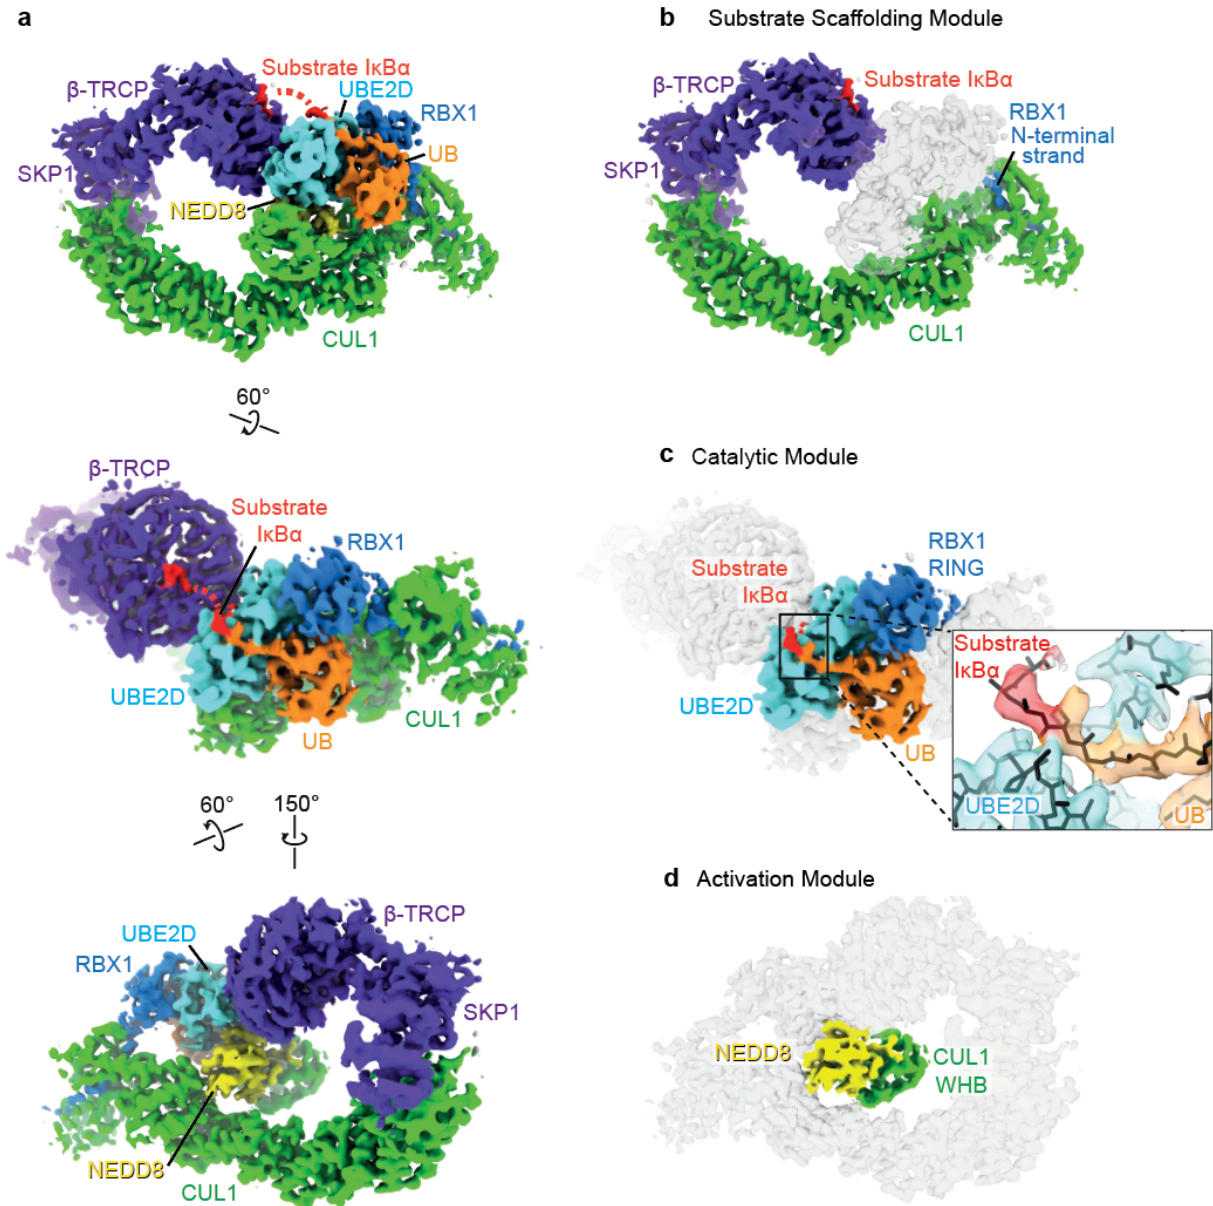 a
Substrate IκBα
β-TRCP
UBE2D
RBX1
UB
SKP1
NEDD8
CUL1
60°
β-TRCP
Substrate
IκBα
RBX1
UBE2D
CUL1
UB
60°
150°
β-TRCP
UBE2D
RBX1
SKP1
NEDD8
CUL1
b
Substrate Scaffolding Module
β-TRCP
Substrate IκBα
RBX1
N-terminal
strand
SKP1
CUL1
c
Catalytic Module
RBX1
RING
Substrate
IκBα
UBE2D
UB
Substrate
IκBα
UBE2D
UB
d
Activation Module
NEDD8
CUL1
WHB